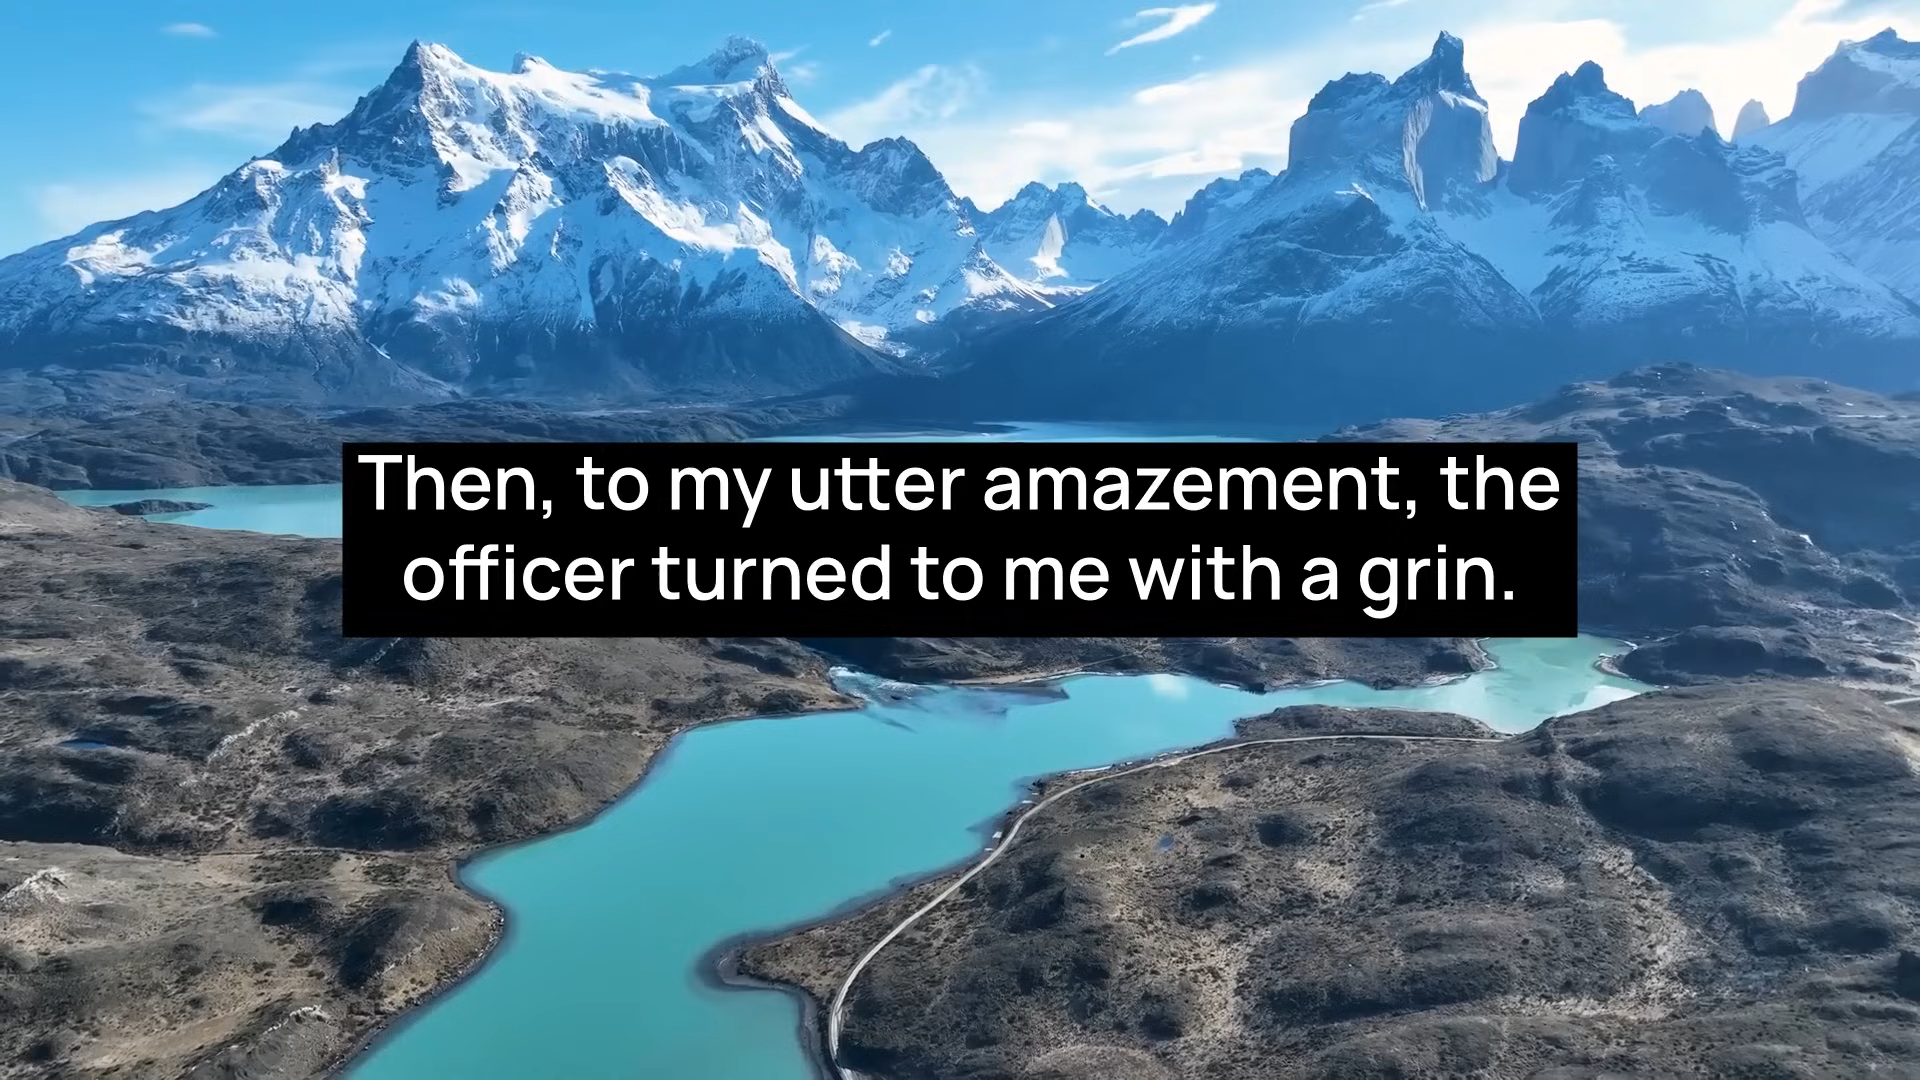 Then, to my utter amazement, the
officer turned to me with a grin.